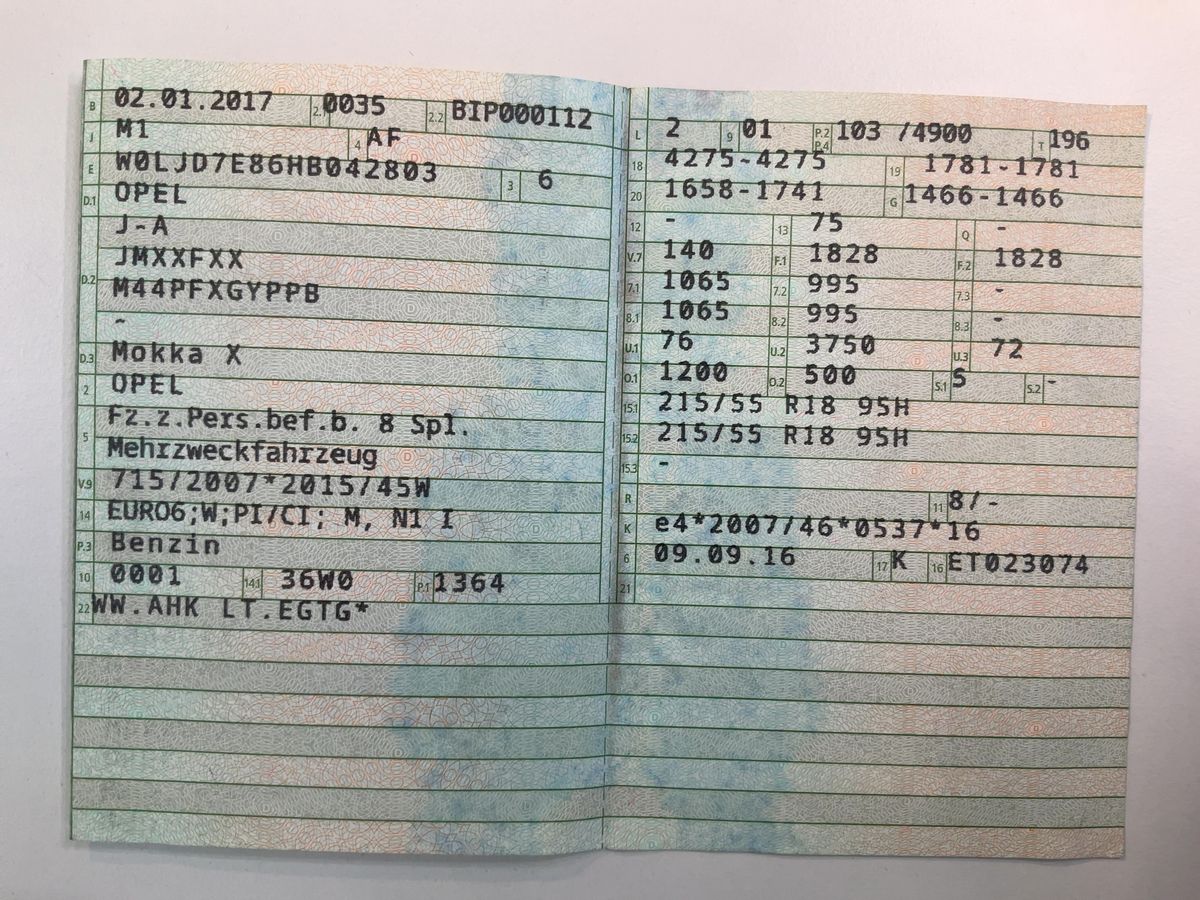 B 02.01.2017 2.1 0035 2.2 BIP000112
J M1 4 AF
E W0LJD7E86HB042803 3 6
D.1 OPEL
J-A
JMXXFXX
D.2 M44PFXGYPPB
-
D.3 Mokka X
2 OPEL
Fz.z.Pers.bef.b. 8 Spl.
5 Mehrzweckfahrzeug
V.9 715/2007*2015/45W
14 EURO6;W;PI/CI; M, N1 I
P.3 Benzin
10 0001 14.1 36W0 P.1 1364
22 WW.AHK LT.EGTG*
L 2 9 01 P.2 P.4 103 /4900 T 196
18 4275-4275 19 1781-1781
20 1658-1741 G 1466-1466
12 - 13 75 Q -
V.7 140 F.1 1828 F.2 1828
7.1 1065 7.2 995 7.3 -
8.1 1065 8.2 995 8.3 -
U.1 76 U.2 3750 U.3 72
O.1 1200 O.2 500 S.1 5 S.2 -
15.1 215/55 R18 95H
15.2 215/55 R18 95H
15.3 -
R 11 8/-
K e4*2007/46*0537*16
6 09.09.16 17 K 16 ET023074
21